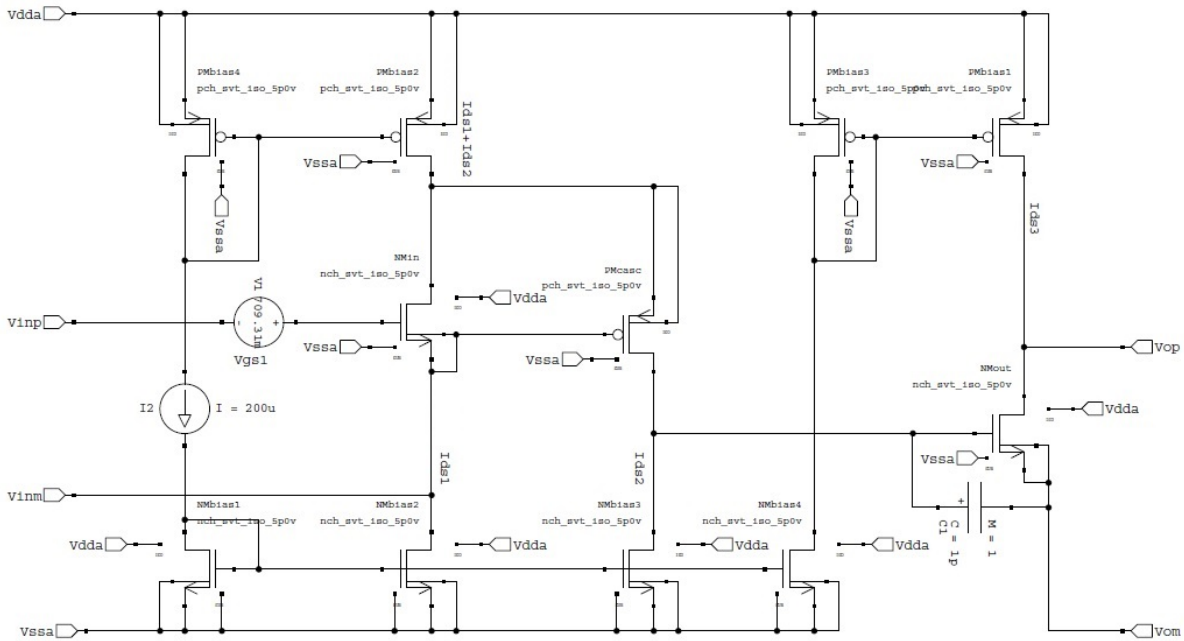 Vdda
PMbias4
pch_svt_iso_5p0v
PMbias2
pch_svt_iso_5p0v
PMbias3
pch_svt_iso_5p0v
PMbias1
pch_svt_iso_5p0v
Ids1+Ids2
Vssa
Vssa
Vssa
Vssa
Ids3
NMin
nch_svt_iso_5p0v
PMcasc
pch_svt_iso_5p0v
V1 709.31m
Vdda
Vinp
Vssa
Vgs1
Vssa
Vop
NMout
nch_svt_iso_5p0v
I2
I = 200u
Vdda
Vssa
Ids1
Ids2
Vinm
NMbias1
nch_svt_iso_5p0v
NMbias2
nch_svt_iso_5p0v
NMbias3
nch_svt_iso_5p0v
NMbias4
nch_svt_iso_5p0v
+
M = 1
C = 1p
C1
Vdda
Vdda
Vdda
Vdda
Vssa
Vom